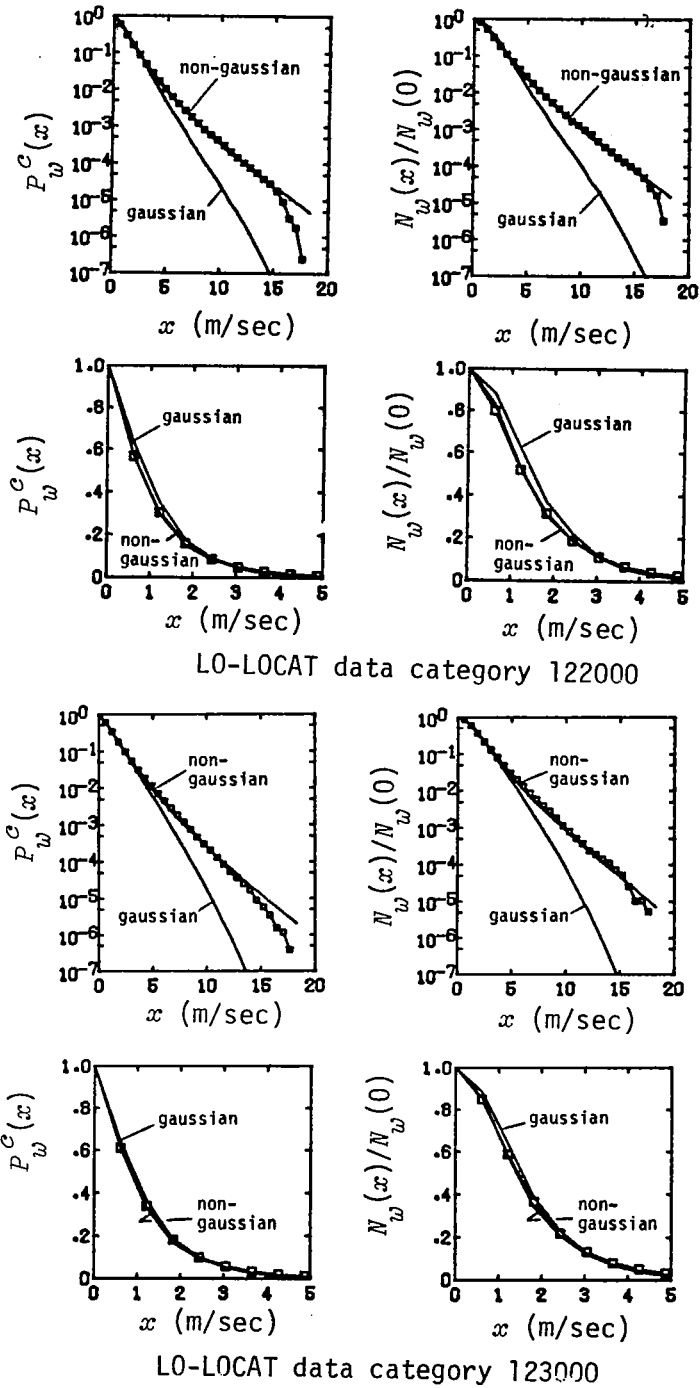 10⁰ 10⁻¹ 10⁻² 10⁻³ 10⁻⁴ 10⁻⁵ 10⁻⁶ 10⁻⁷
P_w^c(x)
non-gaussian
gaussian
0 5 10 15 20
x (m/sec)
10⁰ 10⁻¹ 10⁻² 10⁻³ 10⁻⁴ 10⁻⁵ 10⁻⁶ 10⁻⁷
N_w(x)/N_w(0)
non-gaussian
gaussian
0 5 10 15 20
x (m/sec)
1.0 .8 .6 .4 .2 0
P_w^c(x)
gaussian
non-
gaussian
0 1 2 3 4 5
x (m/sec)
1.0 .8 .6 .4 .2 0
N_w(x)/N_w(0)
gaussian
non-
gaussian
0 1 2 3 4 5
x (m/sec)
LO-LOCAT data category 122000
10⁰ 10⁻¹ 10⁻² 10⁻³ 10⁻⁴ 10⁻⁵ 10⁻⁶ 10⁻⁷
P_w^c(x)
non-
gaussian
gaussian
0 5 10 15 20
x (m/sec)
10⁰ 10⁻¹ 10⁻² 10⁻³ 10⁻⁴ 10⁻⁵ 10⁻⁶ 10⁻⁷
N_w(x)/N_w(0)
non-
gaussian
gaussian
0 5 10 15 20
x (m/sec)
1.0 .8 .6 .4 .2 0
P_w^c(x)
gaussian
non-
gaussian
0 1 2 3 4 5
x (m/sec)
1.0 .8 .6 .4 .2 0
N_w(x)/N_w(0)
gaussian
non-
gaussian
0 1 2 3 4 5
x (m/sec)
LO-LOCAT data category 123000